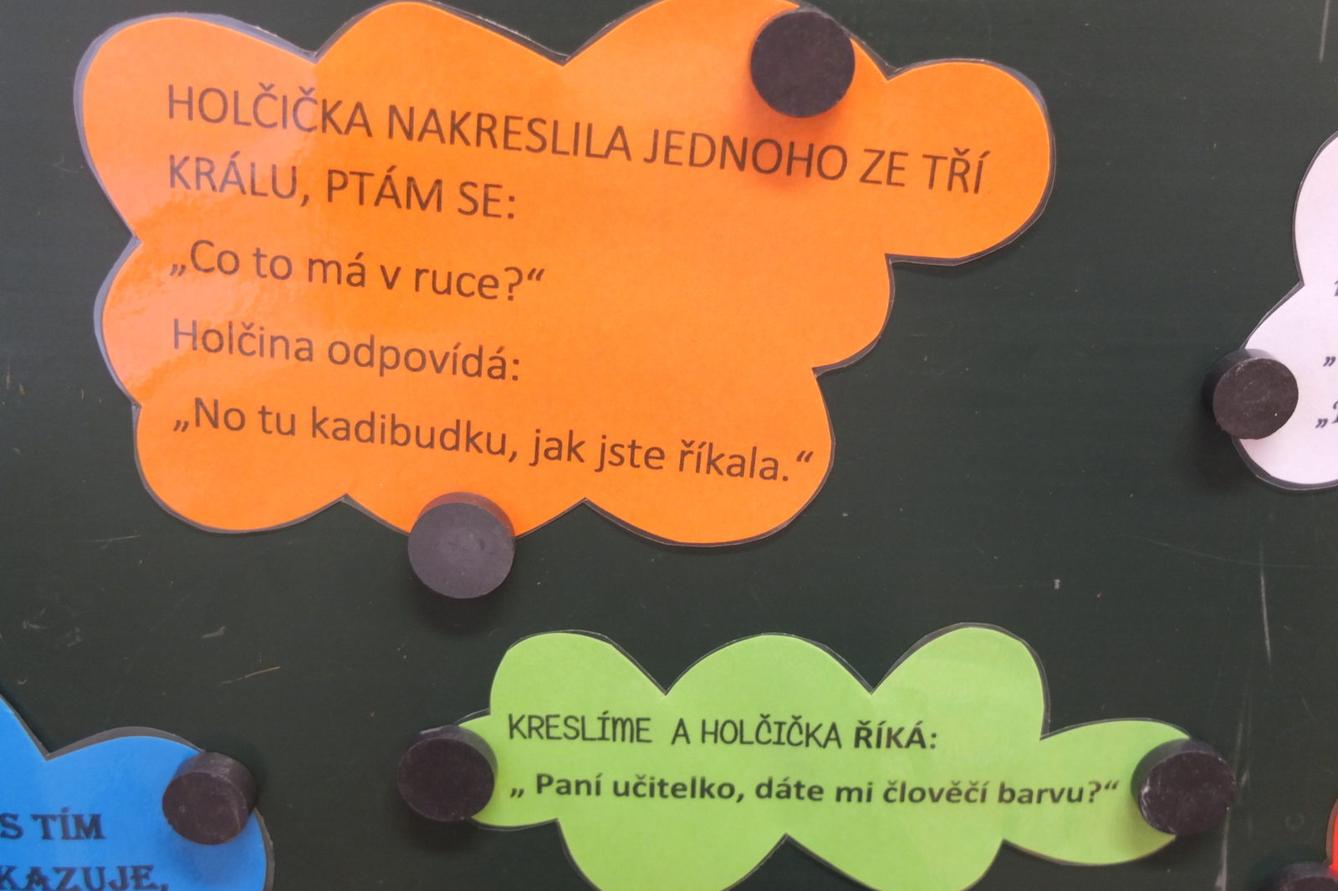 HOLČIČKA NAKRESLILA JEDNOHO ZE TŘÍ
KRÁLU, PTÁM SE:
„Co to má v ruce?“
Holčina odpovídá:
„No tu kadibudku, jak jste říkala.“
KRESLÍME A HOLČIČKA ŘÍKÁ:
„ Paní učitelko, dáte mi člověčí barvu?“
S TÍM
KAZUJE,